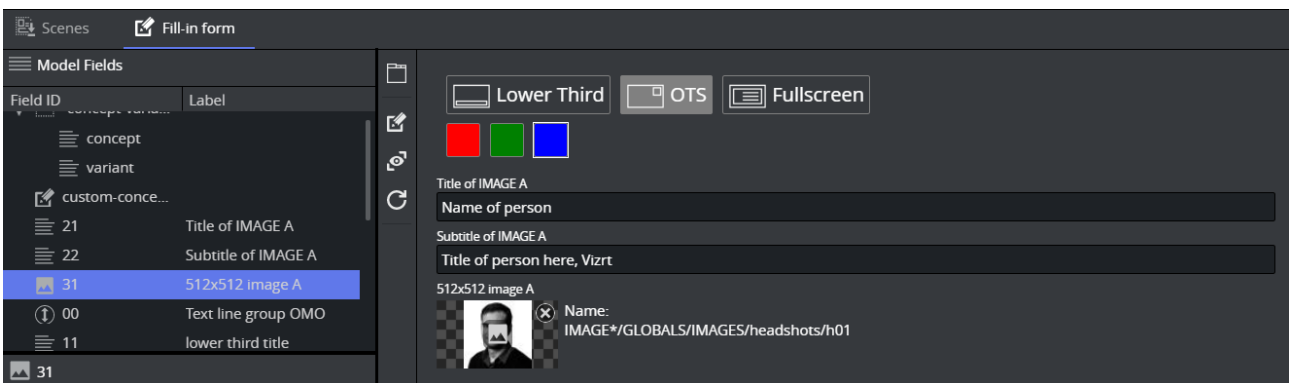 Scenes Fill-in form
Model Fields
Field ID Label
concept-varia...
concept
variant
custom-conce...
21 Title of IMAGE A
22 Subtitle of IMAGE A
31 512x512 image A
00 Text line group OMO
11 lower third title
31
Lower Third OTS Fullscreen
Title of IMAGE A
Name of person
Subtitle of IMAGE A
Title of person here, Vizrt
512x512 image A
Name:
IMAGE*/GLOBALS/IMAGES/headshots/h01